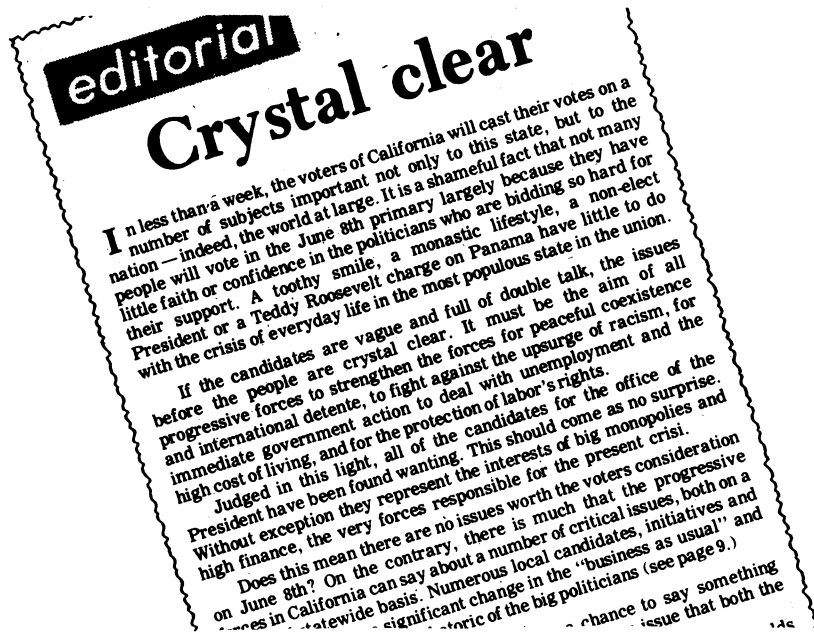 editorial
Crystal clear
In less than a week, the voters of California will cast their votes on a
number of subjects important not only to this state, but to the
nation — indeed, the world at large. It is a shameful fact that not many
people will vote in the June 8th primary largely because they have
little faith or confidence in the politicians who are bidding so hard for
their support. A toothy smile, a monastic lifestyle, a non-elect
President or a Teddy Roosevelt charge on Panama have little to do
with the crisis of everyday life in the most populous state in the union.
If the candidates are vague and full of double talk, the issues
before the people are crystal clear. It must be the aim of all
progressive forces to strengthen the forces for peaceful coexistence
and international detente, to fight against the upsurge of racism, for
immediate government action to deal with unemployment and the
high cost of living, and for the protection of labor's rights.
Judged in this light, all of the candidates for the office of the
President have been found wanting. This should come as no surprise.
Without exception they represent the interests of big monopolies and
high finance, the very forces responsible for the present crisi.
Does this mean there are no issues worth the voters consideration
on June 8th? On the contrary, there is much that the progressive
forces in California can say about a number of critical issues, both on a
statewide basis. Numerous local candidates, initiatives and
significant change in the "business as usual" and
rhetoric of the big politicians (see page 9.)
chance to say something
issue that both the